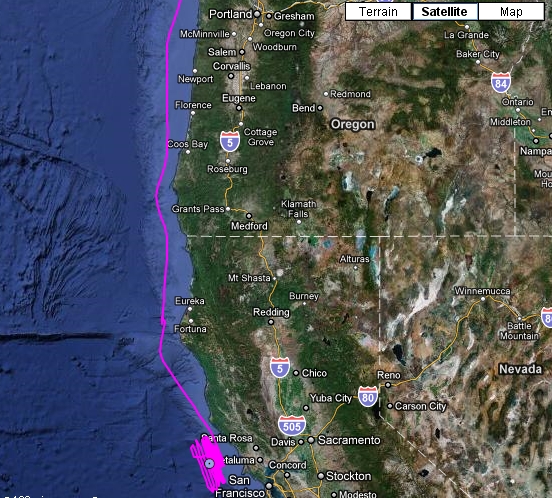 Terrain
Satellite
Map
Portland
Gresham
McMinnville
Oregon City
La Grande
Salem
Woodburn
Baker City
Corvallis
Newport
Lebanon
84
Eugene
Redmond
Florence
Bend
Ontario
Oregon
Middleton
Coos Bay
5
Cottage
Grove
Nampa
Roseburg
Grants Pass
Klamath
Falls
Medford
Alturas
Mt Shasta
Winnemucca
Eureka
Burney
Redding
Fortuna
Battle
Mountain
5
Chico
Reno
Nevada
Yuba City
80
Carson City
505
Santa Rosa
Davis
Sacramento
etaluma
Concord
San
Francisco
Stockton
Modesto